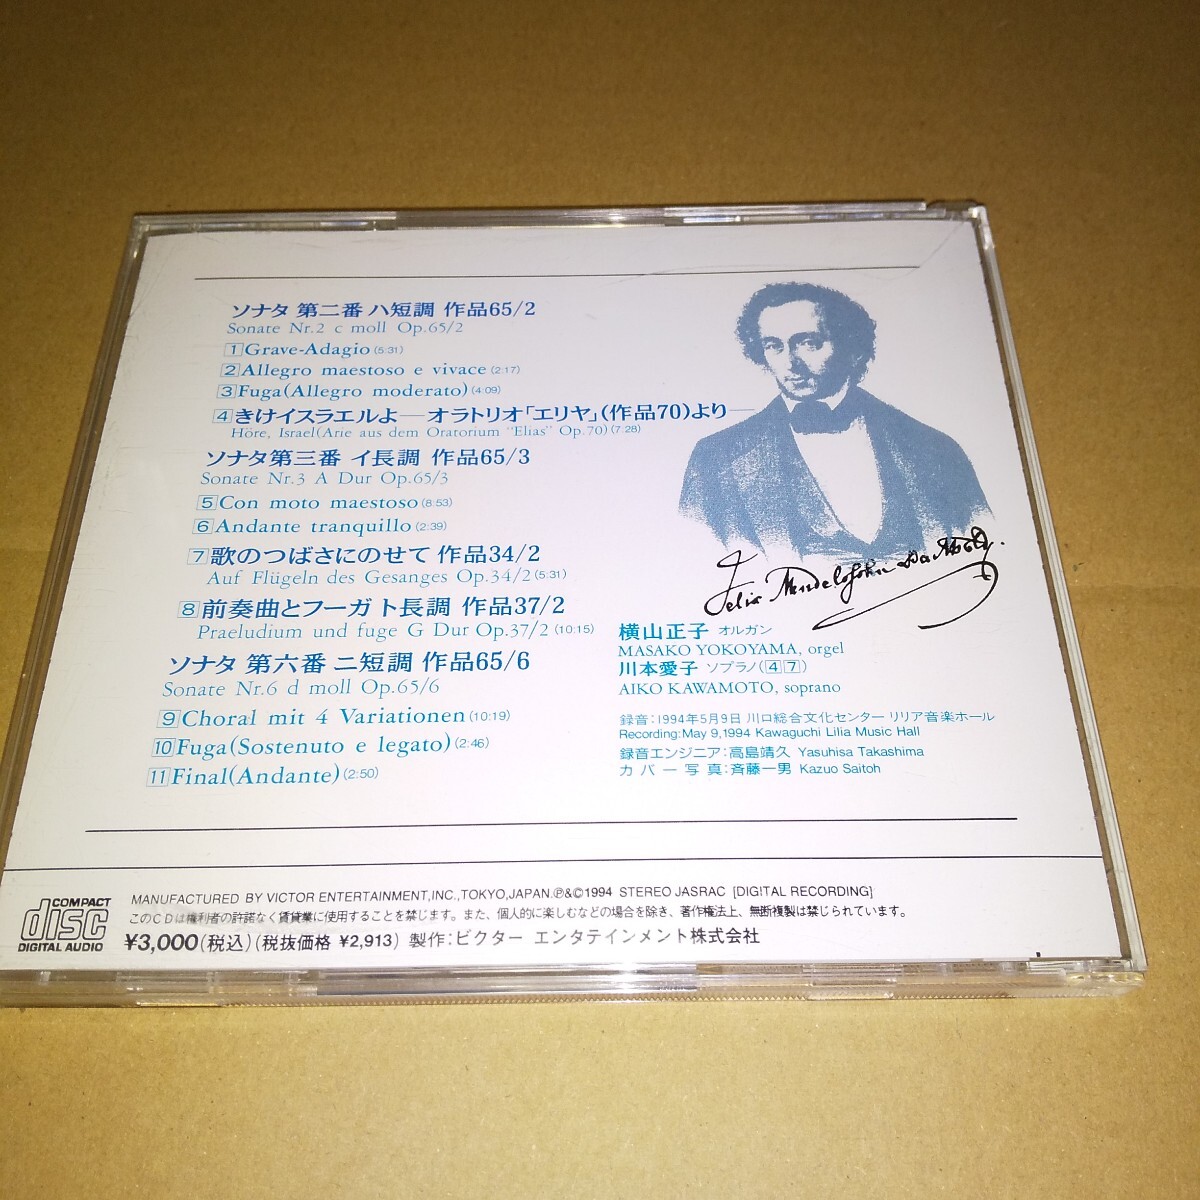 ソナタ 第二番 ハ短調 作品65/2
Sonate Nr.2 c moll Op.65/2
1 Grave-Adagio (5:31)
2 Allegro maestoso e vivace (2:17)
3 Fuga(Allegro moderato) (4:09)
4 きけイスラエルよ—オラトリオ「エリヤ」(作品70)より—
Höre, Israel(Arie aus dem Oratorium "Elias" Op.70) (7:28)
ソナタ第三番 イ長調 作品65/3
Sonate Nr.3 A Dur Op.65/3
5 Con moto maestoso (8:53)
6 Andante tranquillo (2:39)
7 歌のつばさにのせて 作品34/2
Auf Flügeln des Gesanges Op.34/2 (5:31)
8 前奏曲とフーガ ト長調 作品37/2
Praeludium und fuge G Dur Op.37/2 (10:15)
ソナタ 第六番 ニ短調 作品65/6
Sonate Nr.6 d moll Op.65/6
9 Choral mit 4 Variationen (10:19)
10 Fuga(Sostenuto e legato) (2:46)
11 Final(Andante) (2:50)
Felix Mendelssohn Bartholdy.
横山正子 オルガン
MASAKO YOKOYAMA, orgel
川本愛子 ソプラノ(4 7)
AIKO KAWAMOTO, soprano
録音:1994年5月9日 川口総合文化センター リリア音楽ホール
Recording:May 9,1994 Kawaguchi Lilia Music Hall
録音エンジニア:高島靖久 Yasuhisa Takashima
カバー写真:斉藤一男 Kazuo Saitoh
COMPACT
disc
DIGITAL AUDIO
MANUFACTURED BY VICTOR ENTERTAINMENT,INC.,TOKYO,JAPAN.Ⓟ&©1994 STEREO JASRAC [DIGITAL RECORDING]
このCDは権利者の許諾なく賃貸業に使用することを禁じます。また、個人的に楽しむなどの場合を除き、著作権法上、無断複製は禁じられています。
¥3,000(税込)(税抜価格 ¥2,913) 製作:ビクター エンタテインメント株式会社